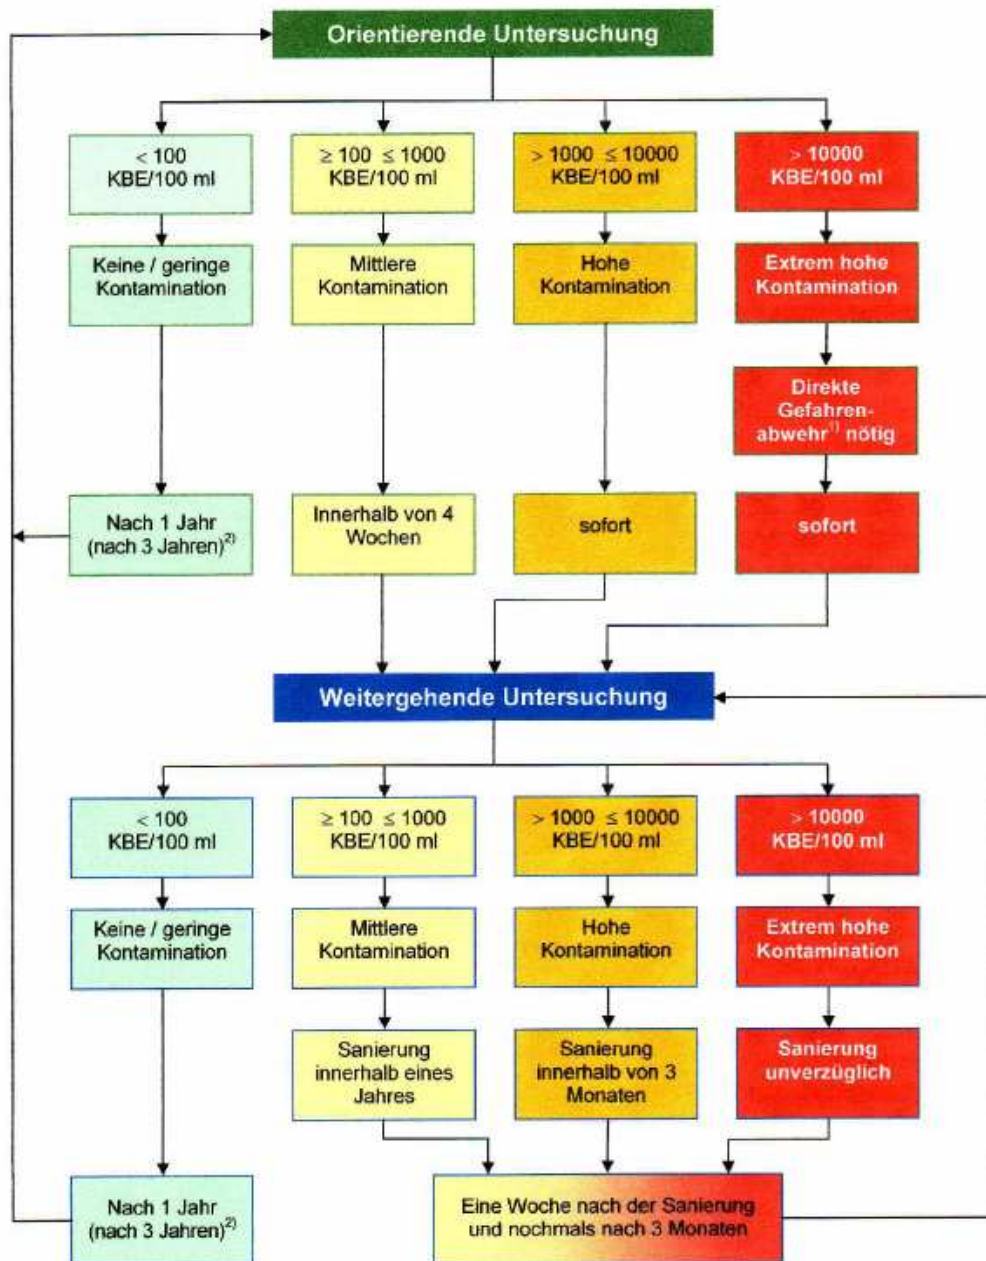 Orientierende Untersuchung
< 100
KBE/100 ml
≥ 100 ≤ 1000
KBE/100 ml
> 1000 ≤ 10000
KBE/100 ml
> 10000
KBE/100 ml
Keine / geringe
Kontamination
Mittlere
Kontamination
Hohe
Kontamination
Extrem hohe
Kontamination
Direkte
Gefahren-
abwehr¹⁾ nötig
Nach 1 Jahr
(nach 3 Jahren)²⁾
Innerhalb von 4
Wochen
sofort
sofort
Weitergehende Untersuchung
< 100
KBE/100 ml
≥ 100 ≤ 1000
KBE/100 ml
> 1000 ≤ 10000
KBE/100 ml
> 10000
KBE/100 ml
Keine / geringe
Kontamination
Mittlere
Kontamination
Hohe
Kontamination
Extrem hohe
Kontamination
Sanierung
innerhalb eines
Jahres
Sanierung
innerhalb von 3
Monaten
Sanierung
unverzüglich
Nach 1 Jahr
(nach 3 Jahren)²⁾
Eine Woche nach der Sanierung
und nochmals nach 3 Monaten